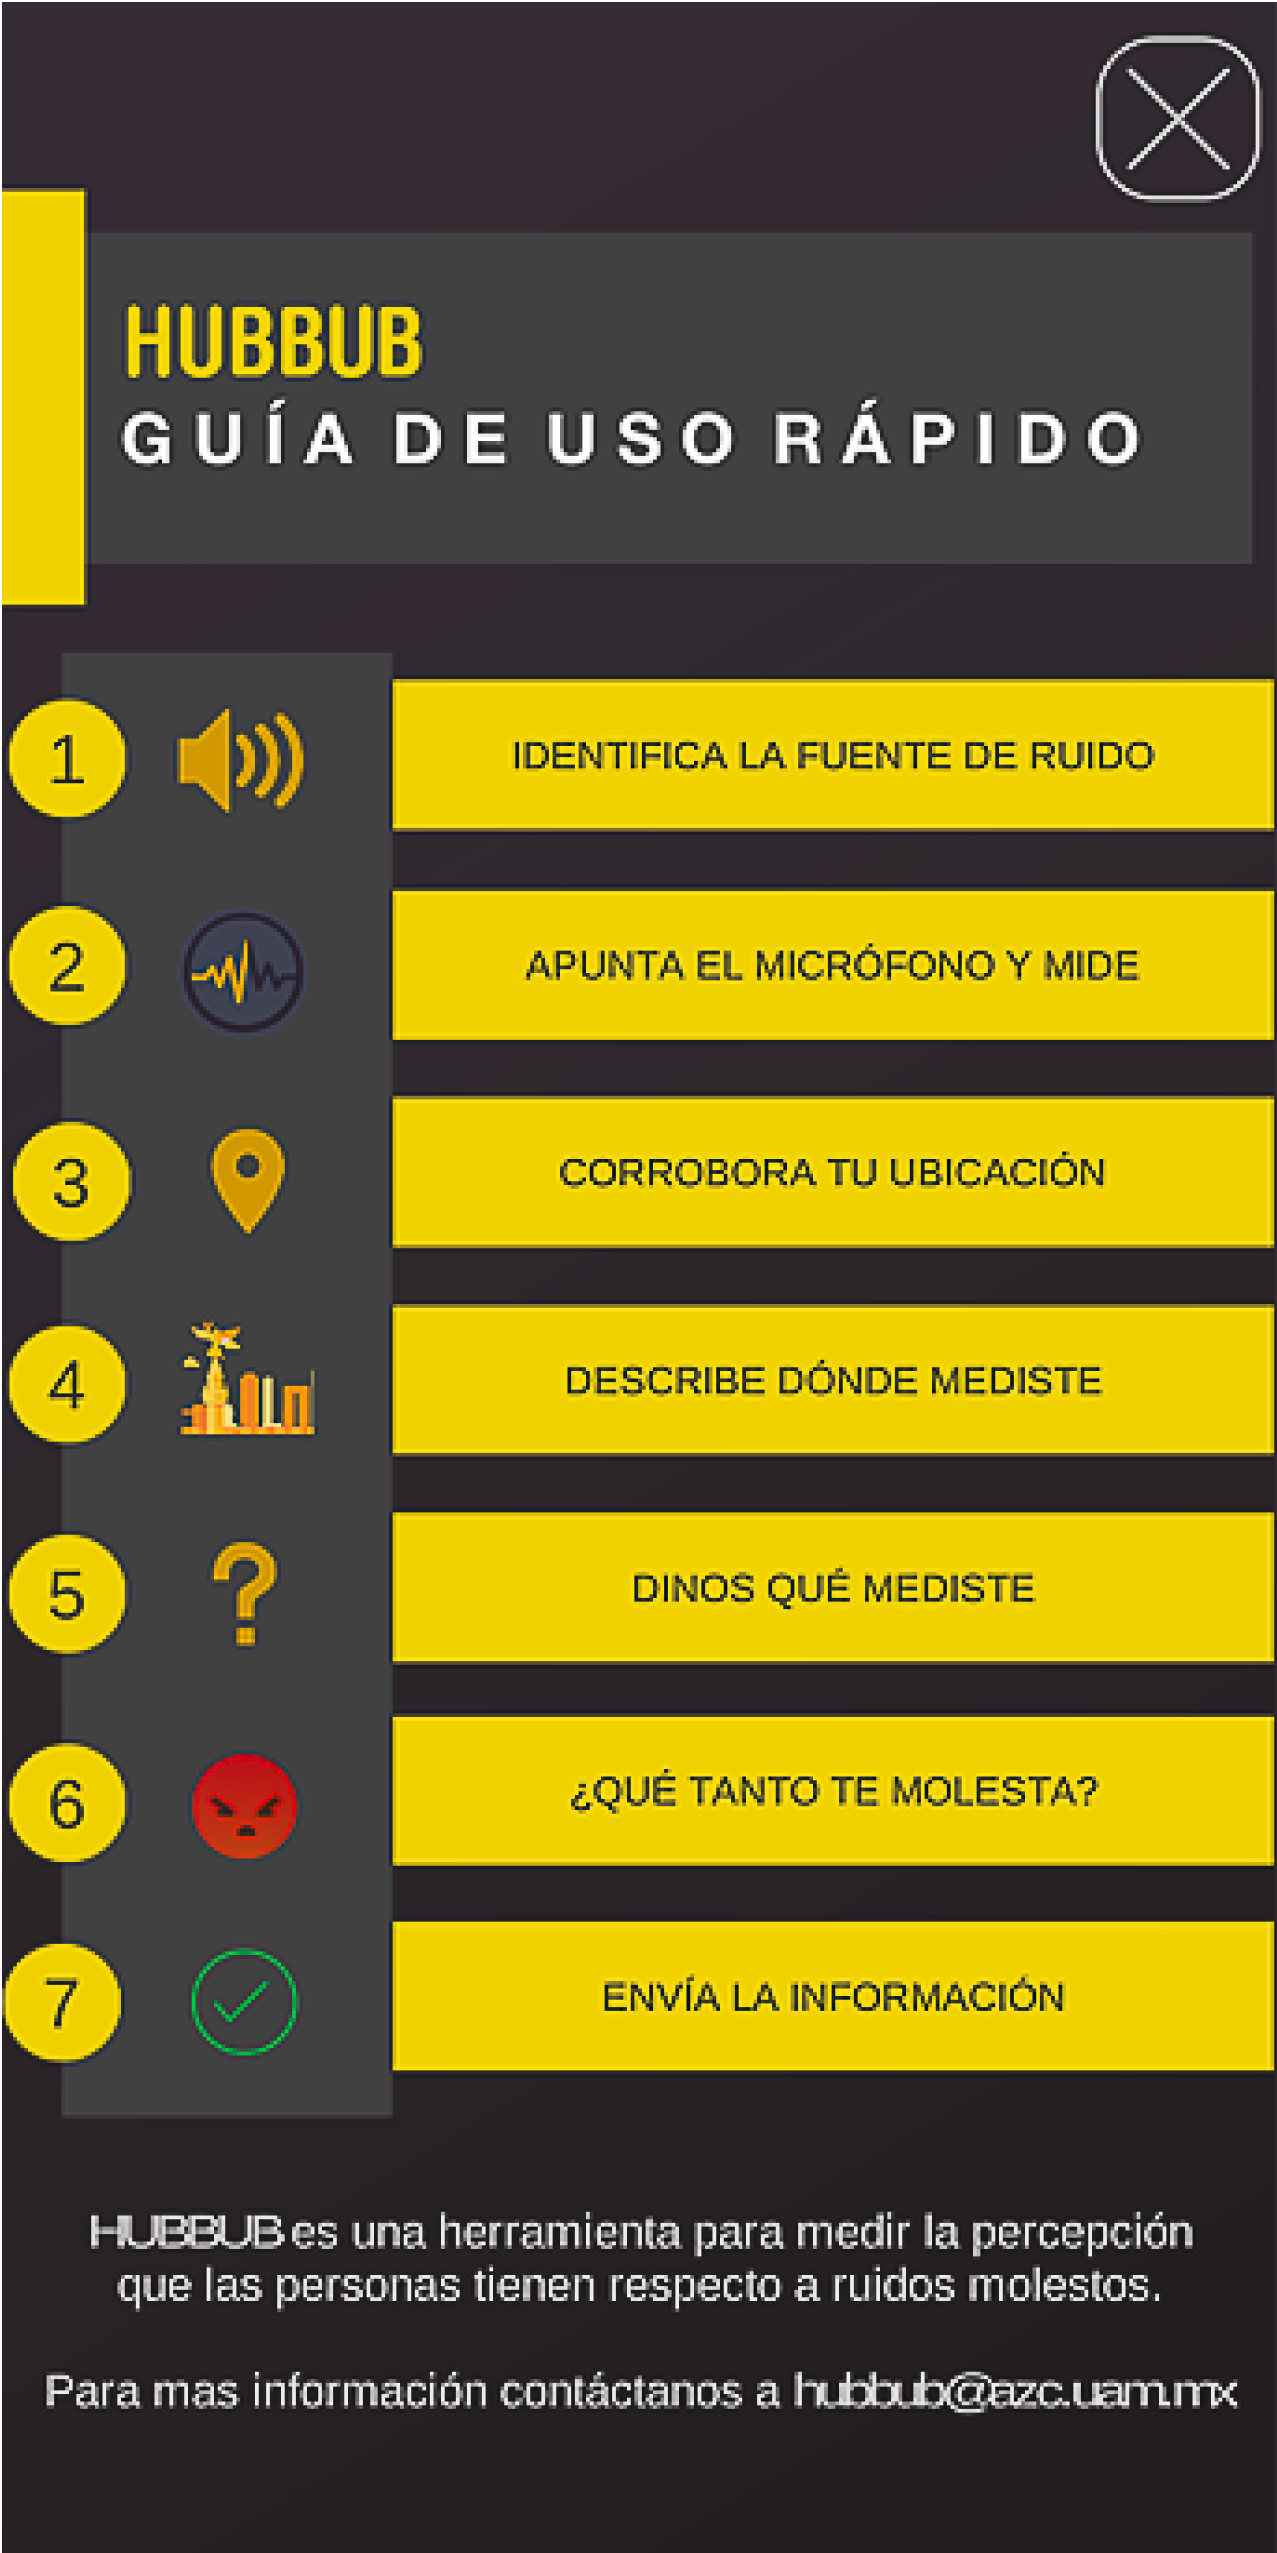 HUBBUB
GUÍA DE USO RÁPIDO
1
IDENTIFICA LA FUENTE DE RUIDO
2
APUNTA EL MICRÓFONO Y MIDE
3
CORROBORA TU UBICACIÓN
4
DESCRIBE DÓNDE MEDISTE
5
?
DINOS QUÉ MEDISTE
6
¿QUÉ TANTO TE MOLESTA?
7
ENVÍA LA INFORMACIÓN
HUBBUB es una herramienta para medir la percepción
que las personas tienen respecto a ruidos molestos.
Para mas información contáctanos a hubbub@azc.uam.mx